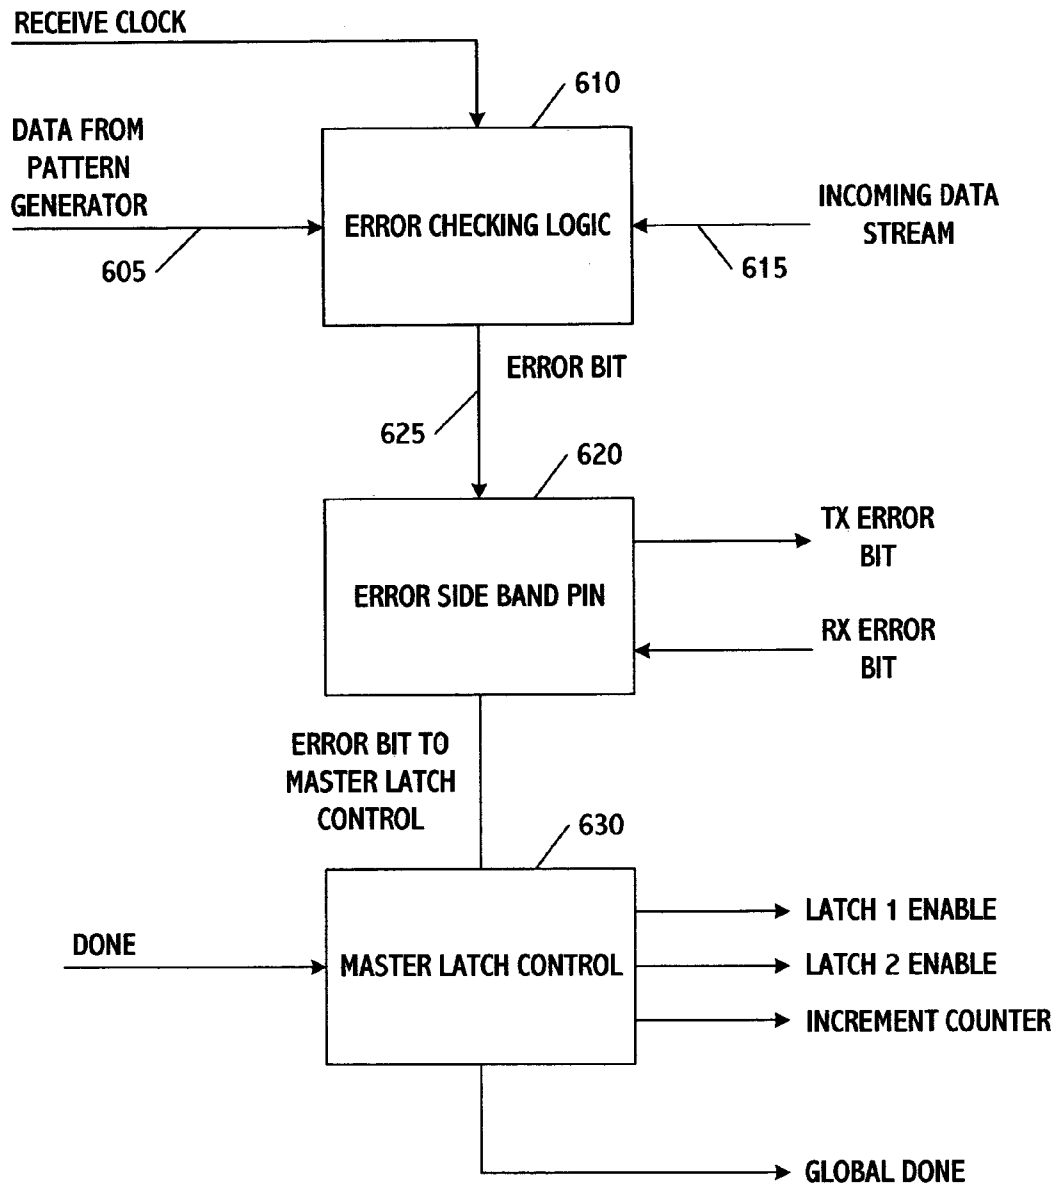 RECEIVE CLOCK
610
DATA FROM
PATTERN
GENERATOR
605
ERROR CHECKING LOGIC
INCOMING DATA
STREAM
615
ERROR BIT
625
620
ERROR SIDE BAND PIN
TX ERROR
BIT
RX ERROR
BIT
ERROR BIT TO
MASTER LATCH
CONTROL
630
DONE
MASTER LATCH CONTROL
LATCH 1 ENABLE
LATCH 2 ENABLE
INCREMENT COUNTER
GLOBAL DONE